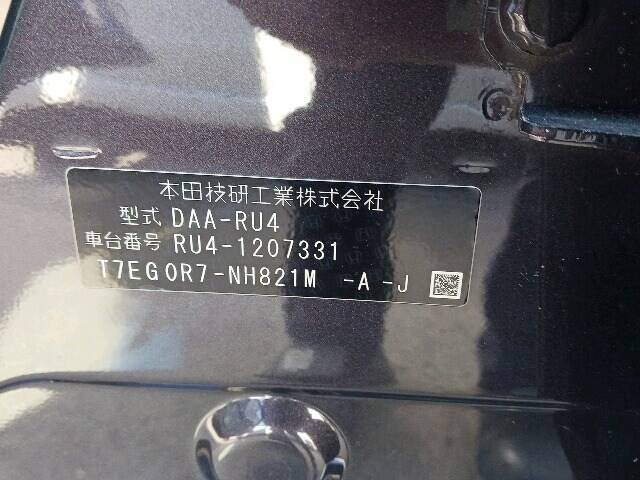 本田技研工業株式会社
型式 DAA-RU4
車台番号 RU4-1207331
T7EG0R7-NH821M -A -J